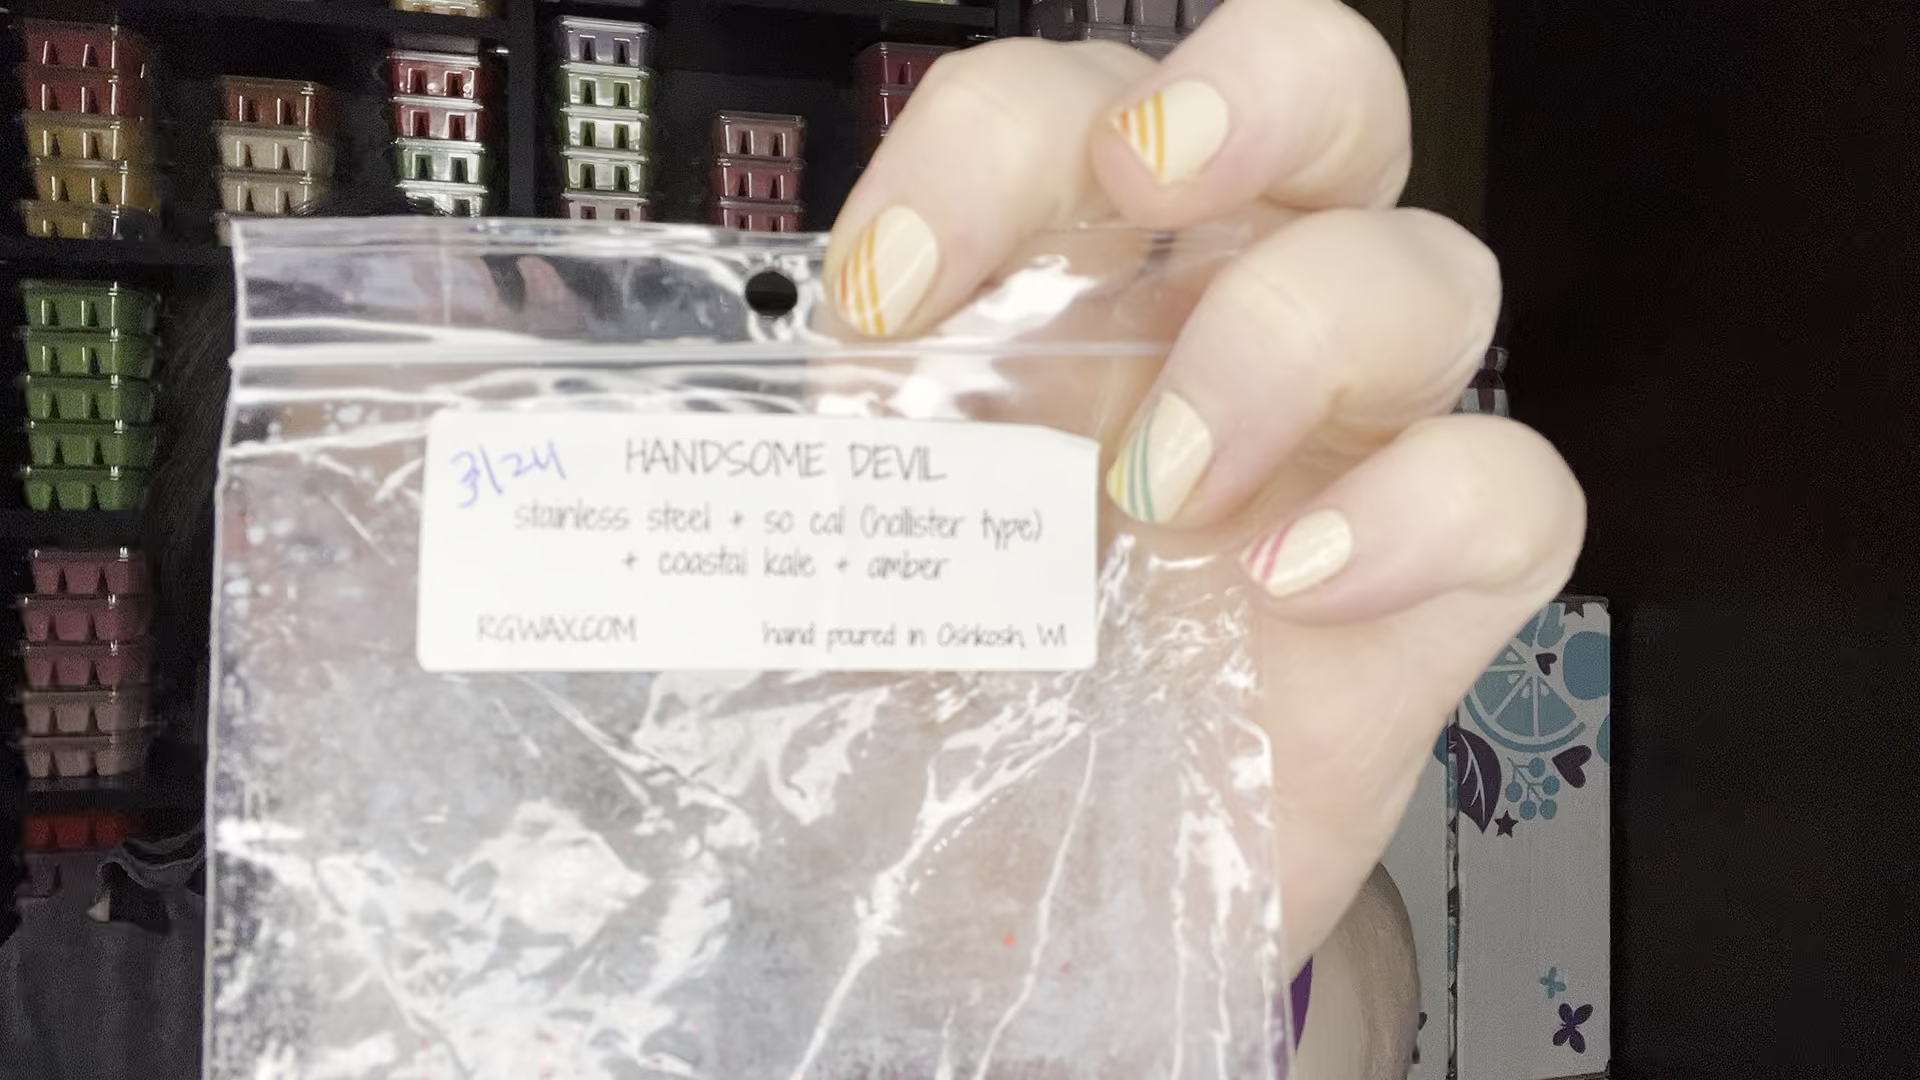 3/24 HANDSOME DEVIL
stainless steel + so cal (hollister type)
+ coastal kale + amber
RGWAX.COM hand poured in Oshkosh, WI